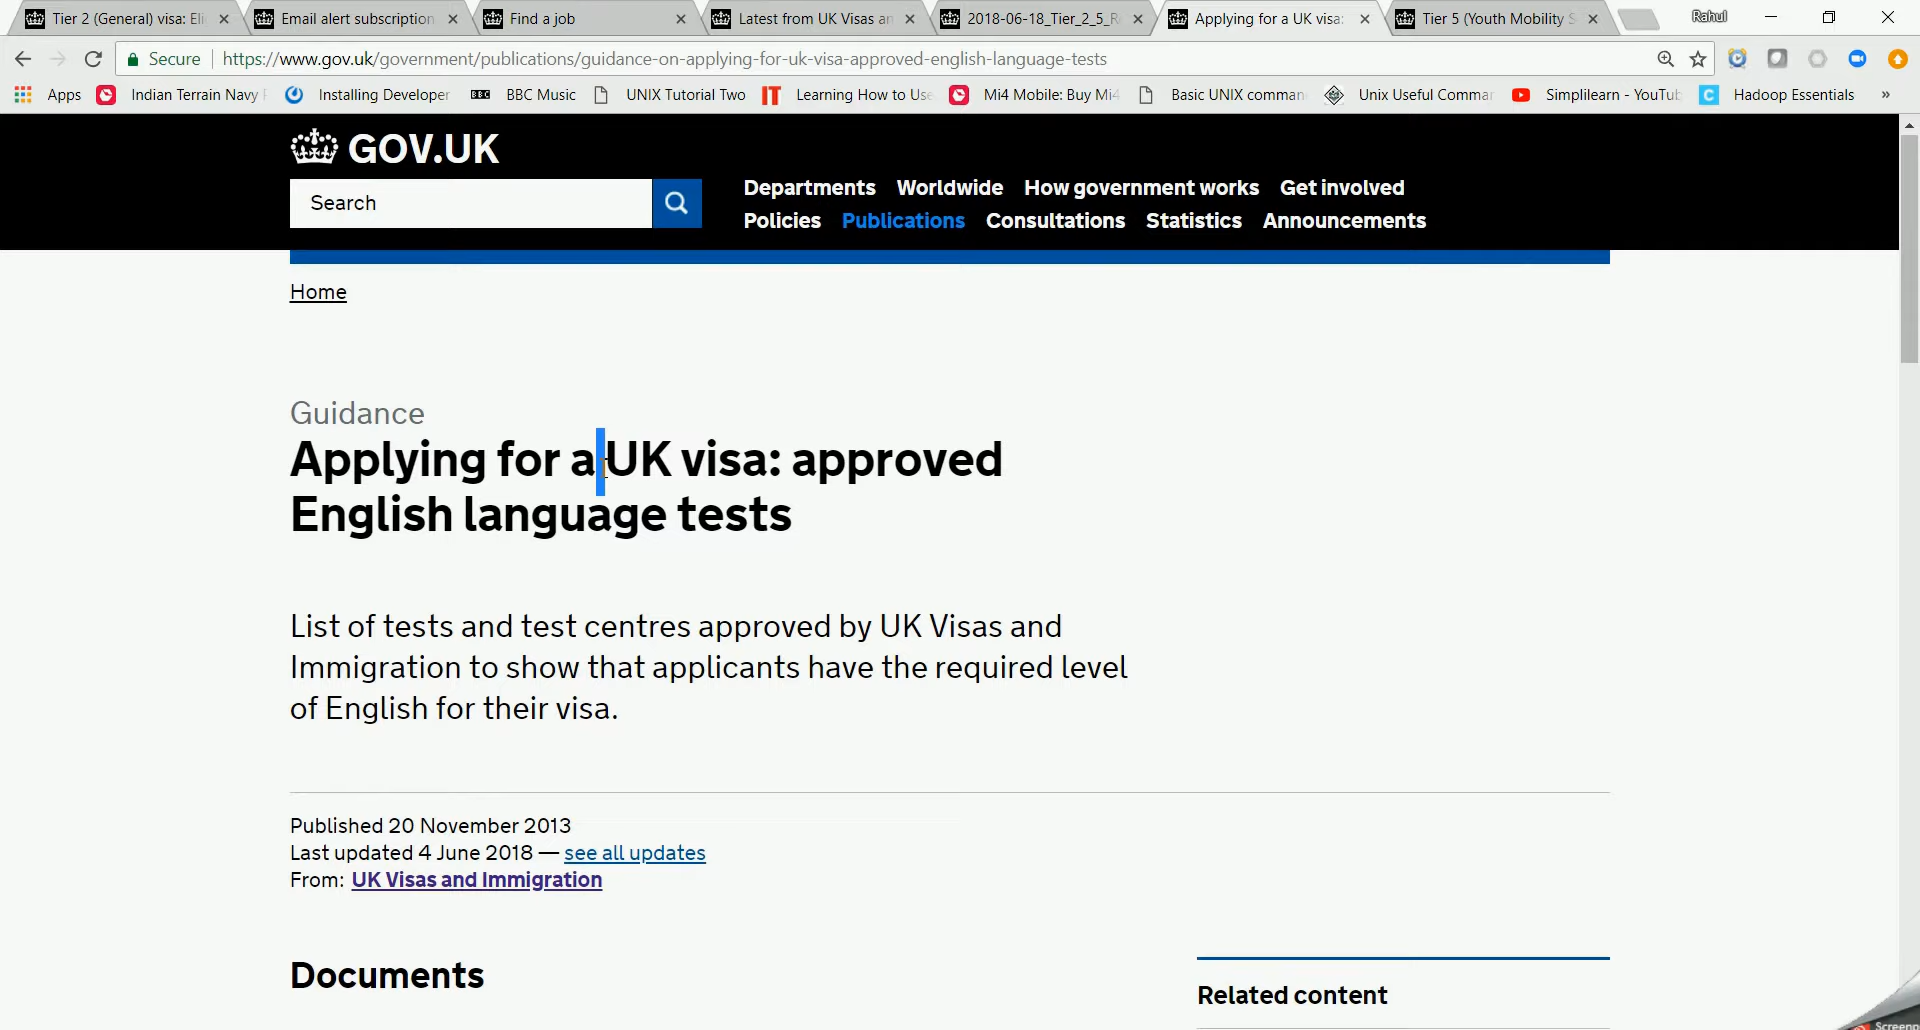 Tier 2 (General) visa: Eli
Email alert subscription
Find a job
Latest from UK Visas an
2018-06-18_Tier_2_5_R
Applying for a UK visa:
Tier 5 (Youth Mobility S
Rahul
Secure
https://www.gov.uk/government/publications/guidance-on-applying-for-uk-visa-approved-english-language-tests
Apps
Indian Terrain Navy
Installing Developer
BBC
BBC Music
UNIX Tutorial Two
IT
Learning How to Use
Mi4 Mobile: Buy Mi4
Basic UNIX comman
Unix Useful Commar
Simplilearn - YouTub
C
Hadoop Essentials
»
GOV.UK
Search
Departments Worldwide How government works Get involved
Policies Publications Consultations Statistics Announcements
Home
Guidance
Applying for a UK visa: approved
English language tests
List of tests and test centres approved by UK Visas and
Immigration to show that applicants have the required level
of English for their visa.
Published 20 November 2013
Last updated 4 June 2018 — see all updates
From: UK Visas and Immigration
Documents
Related content